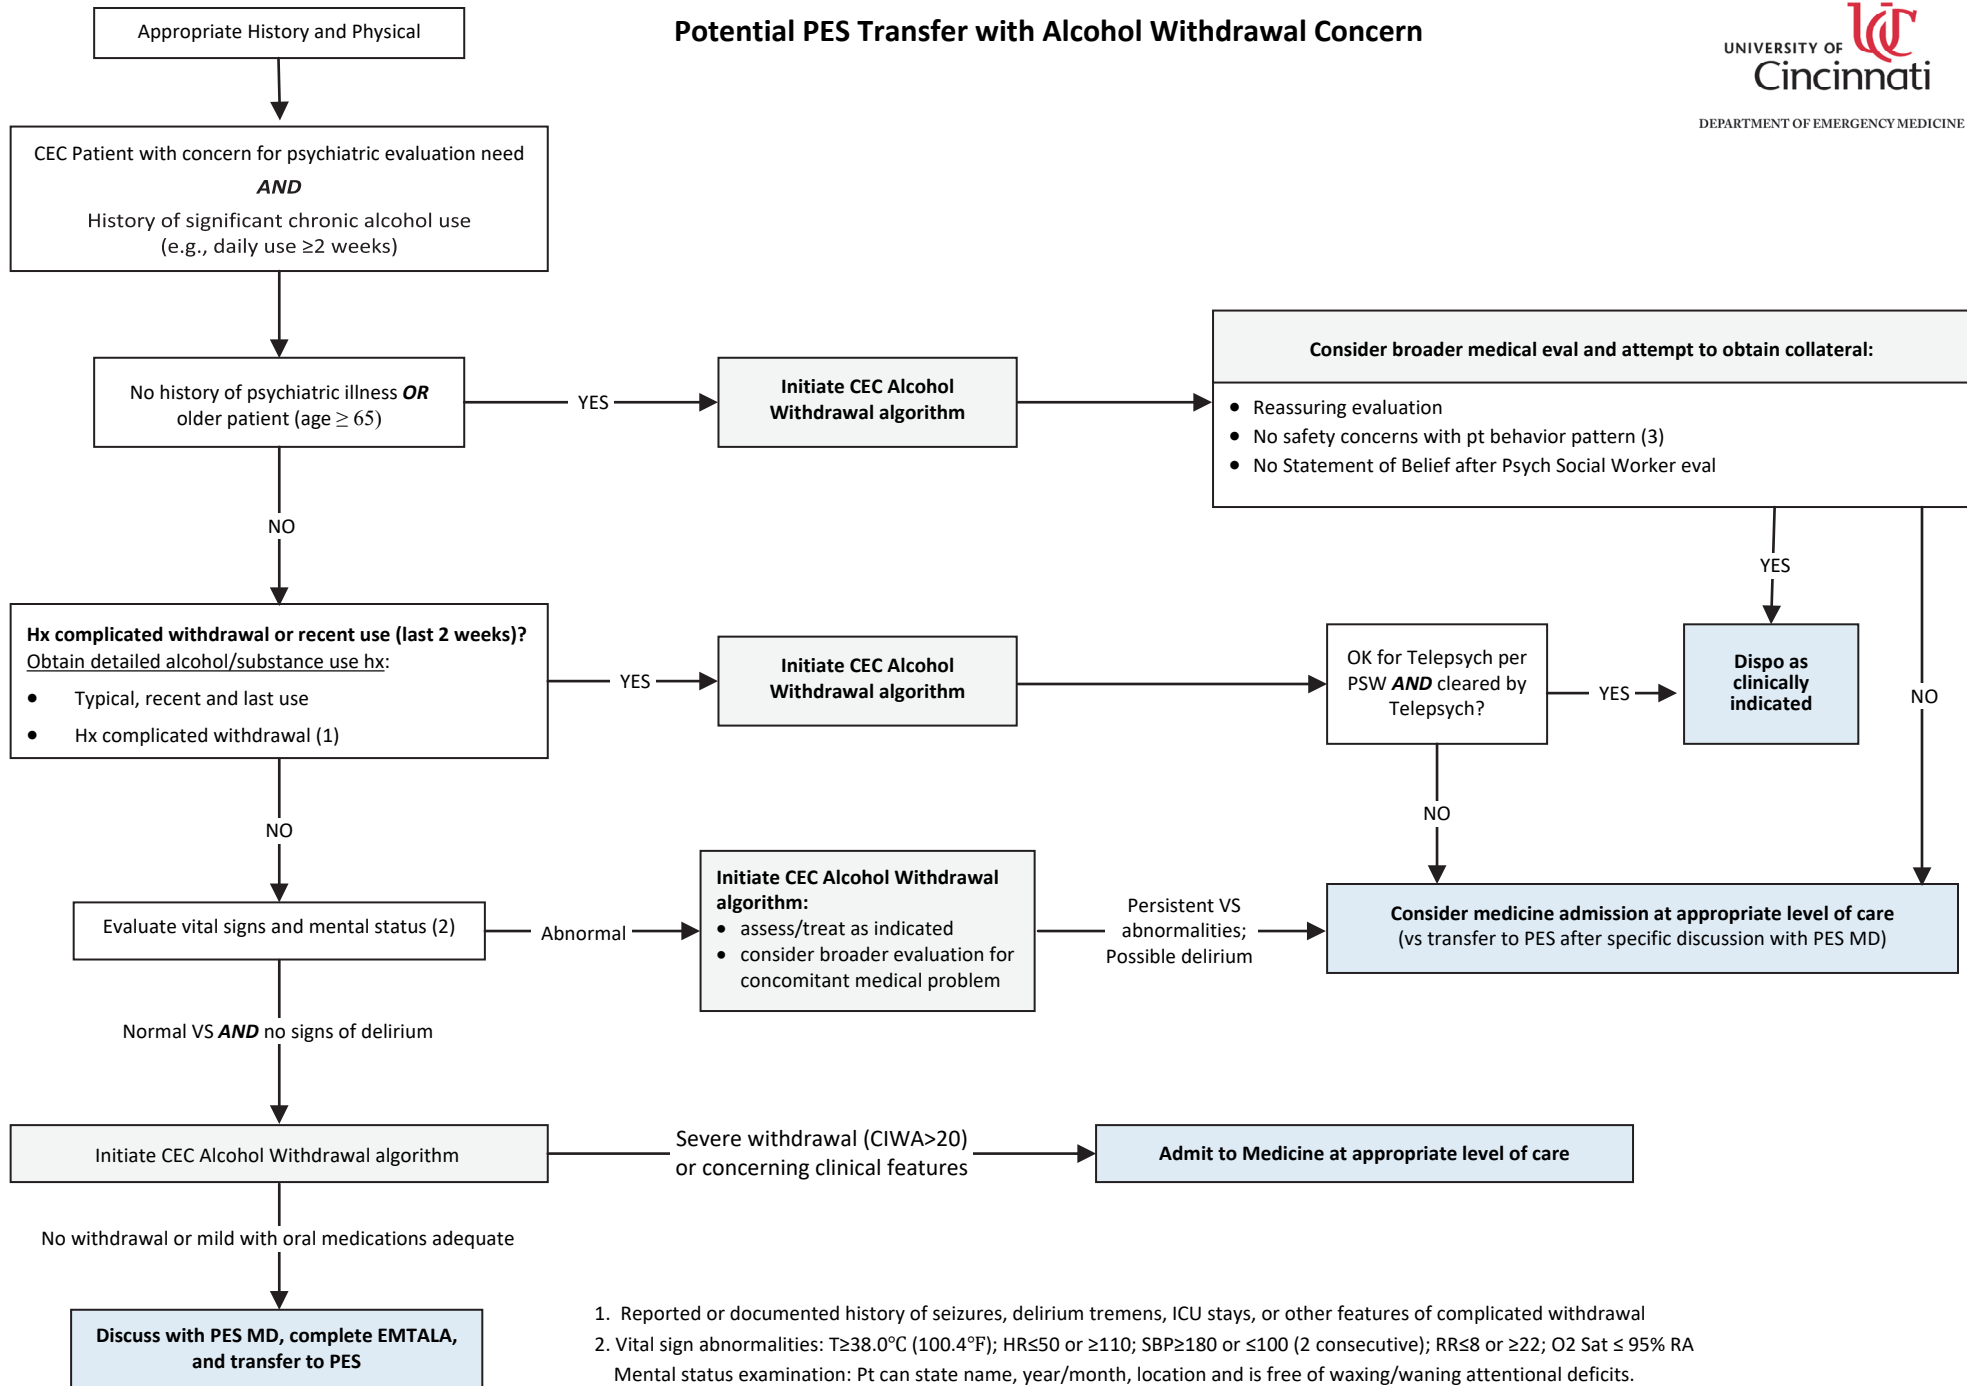 Appropriate History and Physical
Potential PES Transfer with Alcohol Withdrawal Concern
UC
UNIVERSITY OF
Cincinnati
DEPARTMENT OF EMERGENCY MEDICINE
CEC Patient with concern for psychiatric evaluation need
AND
History of significant chronic alcohol use
(e.g., daily use ≥2 weeks)
No history of psychiatric illness OR
older patient (age ≥ 65)
YES
Initiate CEC Alcohol
Withdrawal algorithm
Consider broader medical eval and attempt to obtain collateral:
● Reassuring evaluation
● No safety concerns with pt behavior pattern (3)
● No Statement of Belief after Psych Social Worker eval
NO
YES
NO
Hx complicated withdrawal or recent use (last 2 weeks)?
Obtain detailed alcohol/substance use hx:
● Typical, recent and last use
● Hx complicated withdrawal (1)
YES
Initiate CEC Alcohol
Withdrawal algorithm
OK for Telepsych per
PSW AND cleared by
Telepsych?
YES
Dispo as
clinically
indicated
NO
NO
Evaluate vital signs and mental status (2)
Abnormal
Initiate CEC Alcohol Withdrawal
algorithm:
● assess/treat as indicated
● consider broader evaluation for
concomitant medical problem
Persistent VS
abnormalities;
Possible delirium
Consider medicine admission at appropriate level of care
(vs transfer to PES after specific discussion with PES MD)
Normal VS AND no signs of delirium
Initiate CEC Alcohol Withdrawal algorithm
Severe withdrawal (CIWA>20)
or concerning clinical features
Admit to Medicine at appropriate level of care
No withdrawal or mild with oral medications adequate
Discuss with PES MD, complete EMTALA,
and transfer to PES
1. Reported or documented history of seizures, delirium tremens, ICU stays, or other features of complicated withdrawal
2. Vital sign abnormalities: T≥38.0℃ (100.4°F); HR≤50 or ≥110; SBP≥180 or ≤100 (2 consecutive); RR≤8 or ≥22; O2 Sat ≤ 95% RA
Mental status examination: Pt can state name, year/month, location and is free of waxing/waning attentional deficits.